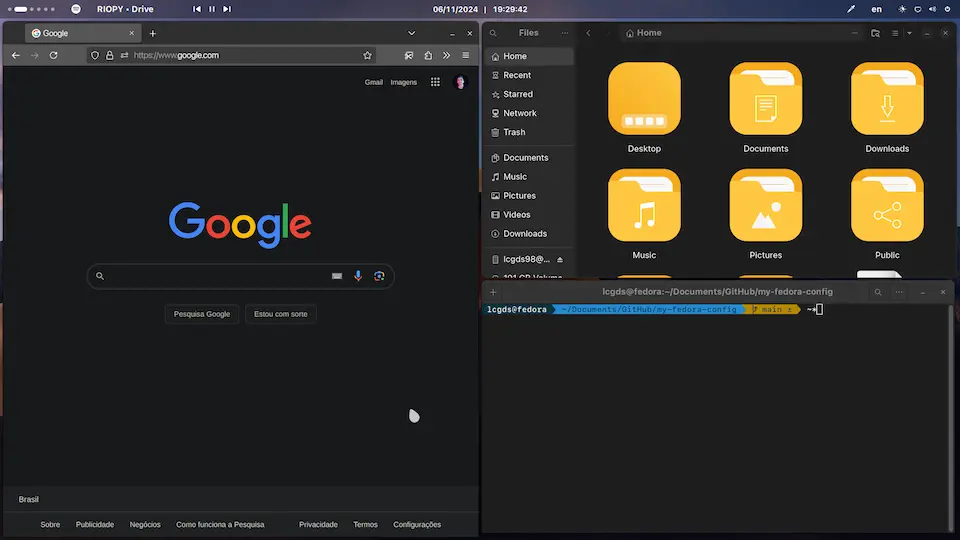 RIOPY • Drive
06/11/2024 | 19:29:42
en
Google
https://www.google.com
Gmail Imagens
Google
Pesquisa Google Estou com sorte
Brasil
Sobre Publicidade Negócios Como funciona a Pesquisa Privacidade Termos Configurações
Files
Home
Home
Recent
Starred
Network
Trash
Documents
Music
Pictures
Videos
Downloads
lcgds98@...
Desktop Documents Downloads
Music Pictures Public
lcgds@fedora:~/Documents/GitHub/my-fedora-config
lcgds@fedora ~/Documents/GitHub/my-fedora-config main ± ~*